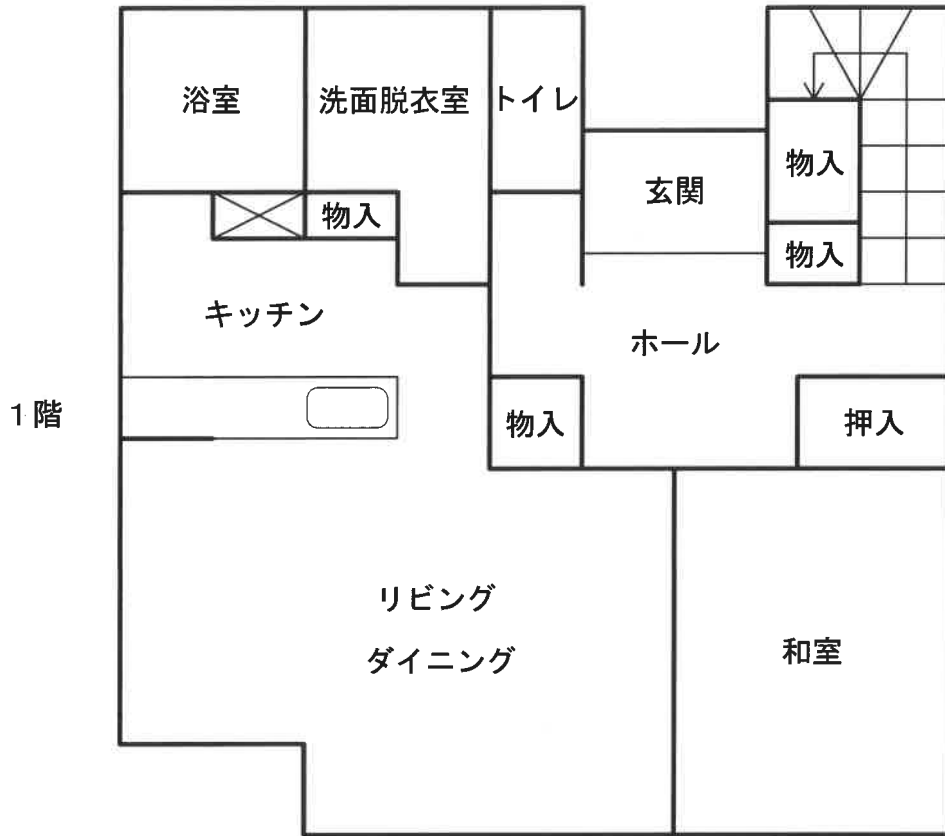 浴室
洗面脱衣室
トイレ
物入
玄関
物入
物入
キッチン
ホール
1階
物入
押入
リビング
ダイニング
和室